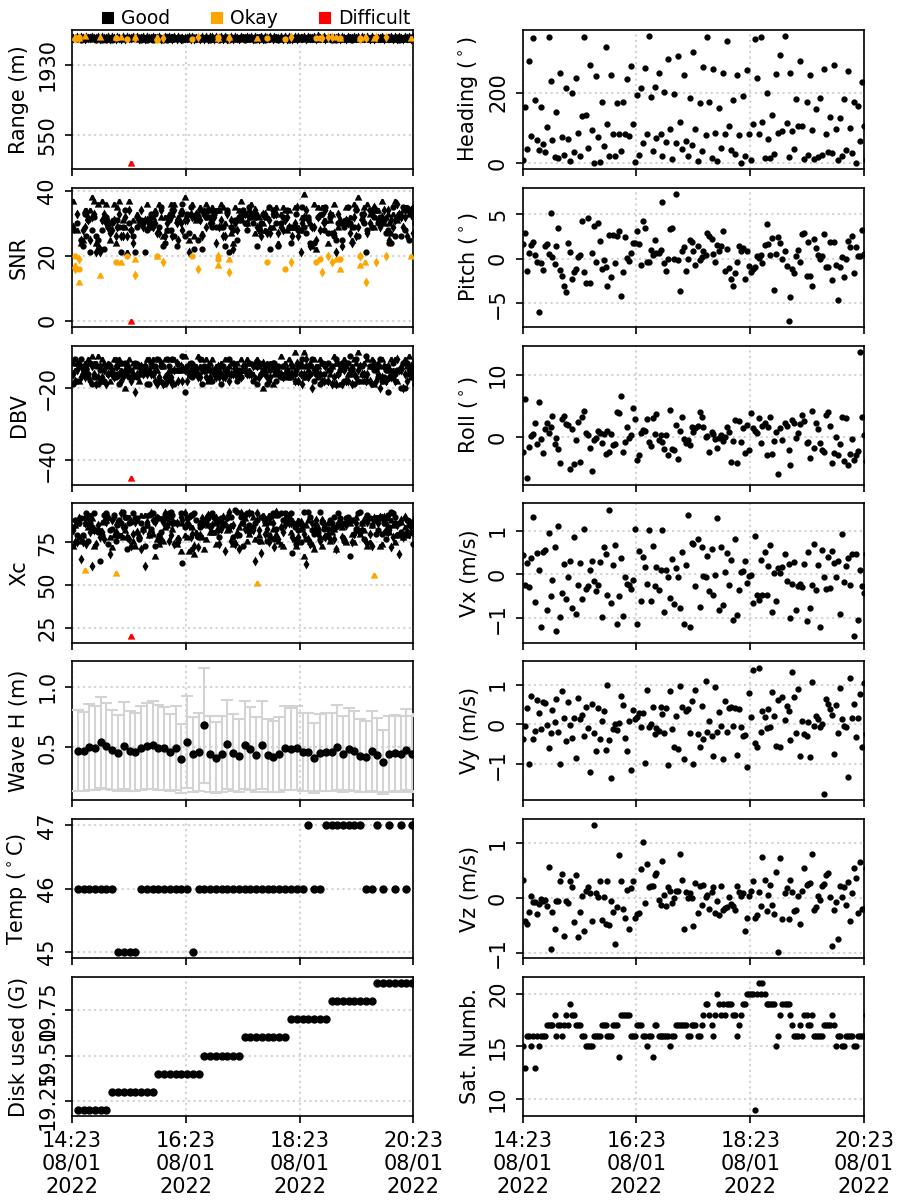 Good Okay Difficult
Range (m)
1930
550
Heading (°)
200
0
SNR
40
20
0
Pitch (°)
5
0
−5
DBV
−20
−40
Roll (°)
10
0
Xc
75
50
25
Vx (m/s)
1
0
−1
Wave H (m)
1.0
0.5
Vy (m/s)
1
0
−1
Temp (°C)
47
46
45
Vz (m/s)
1
0
−1
Disk used (G)
19.75
19.50
19.25
Sat. Numb.
20
15
10
14:23 16:23 18:23 20:23
08/01 08/01 08/01 08/01
2022 2022 2022 2022
14:23 16:23 18:23 20:23
08/01 08/01 08/01 08/01
2022 2022 2022 2022